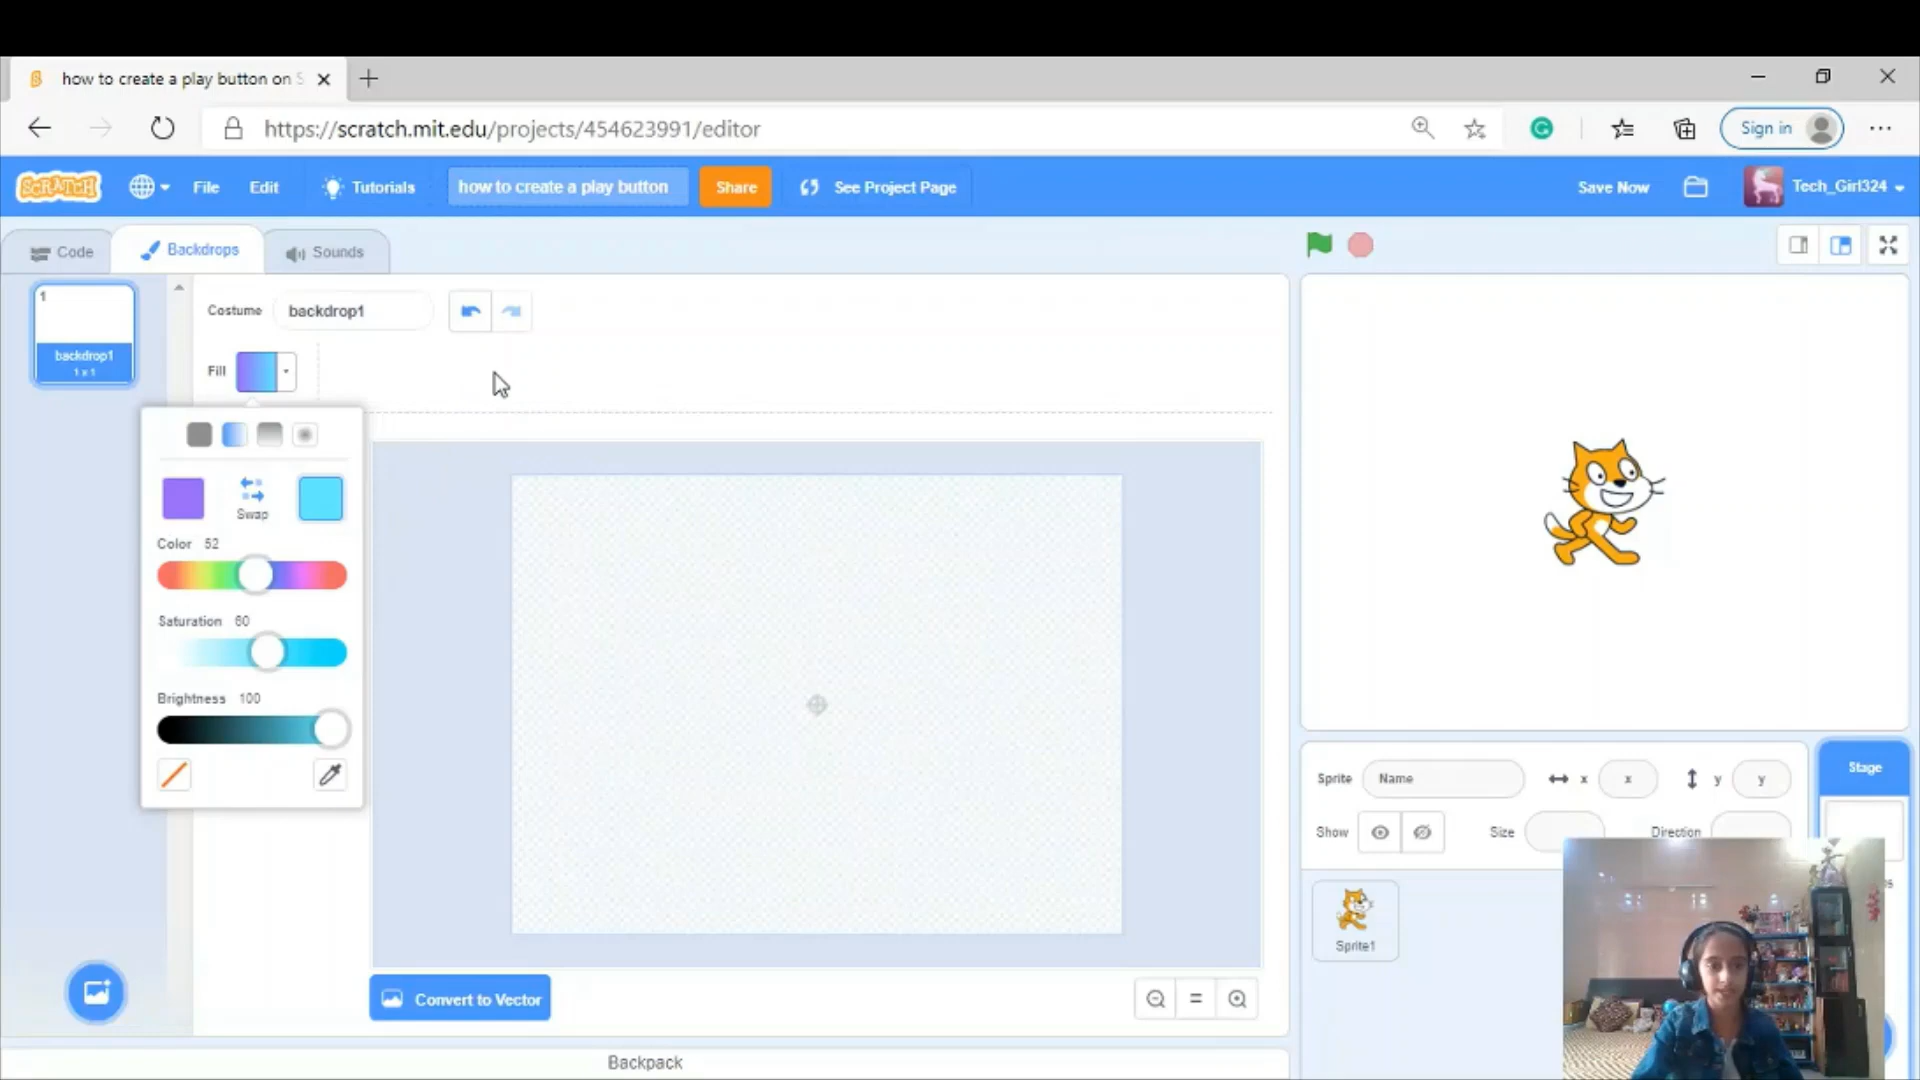 how to create a play button on S
https://scratch.mit.edu/projects/454623991/editor
Sign in
SCRATCH
File
Edit
Tutorials
how to create a play button
Share
See Project Page
Save Now
Tech_Girl324
Code
Backdrops
Sounds
1
backdrop1
1 x 1
Costume
backdrop1
Fill
Swap
Color 52
Saturation 60
Brightness 100
Convert to Vector
Backpack
Sprite
Name
x
x
y
y
Show
Size
Direction
Sprite1
Stage